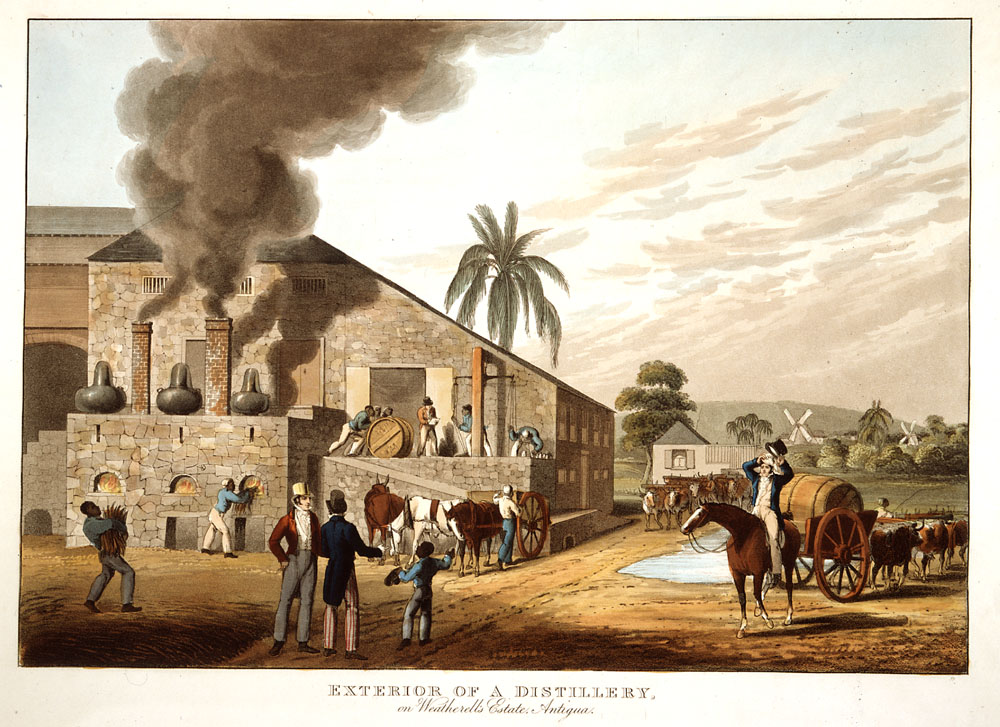 EXTERIOR OF A DISTILLERY,
on Weatherell's Estate, Antigua.